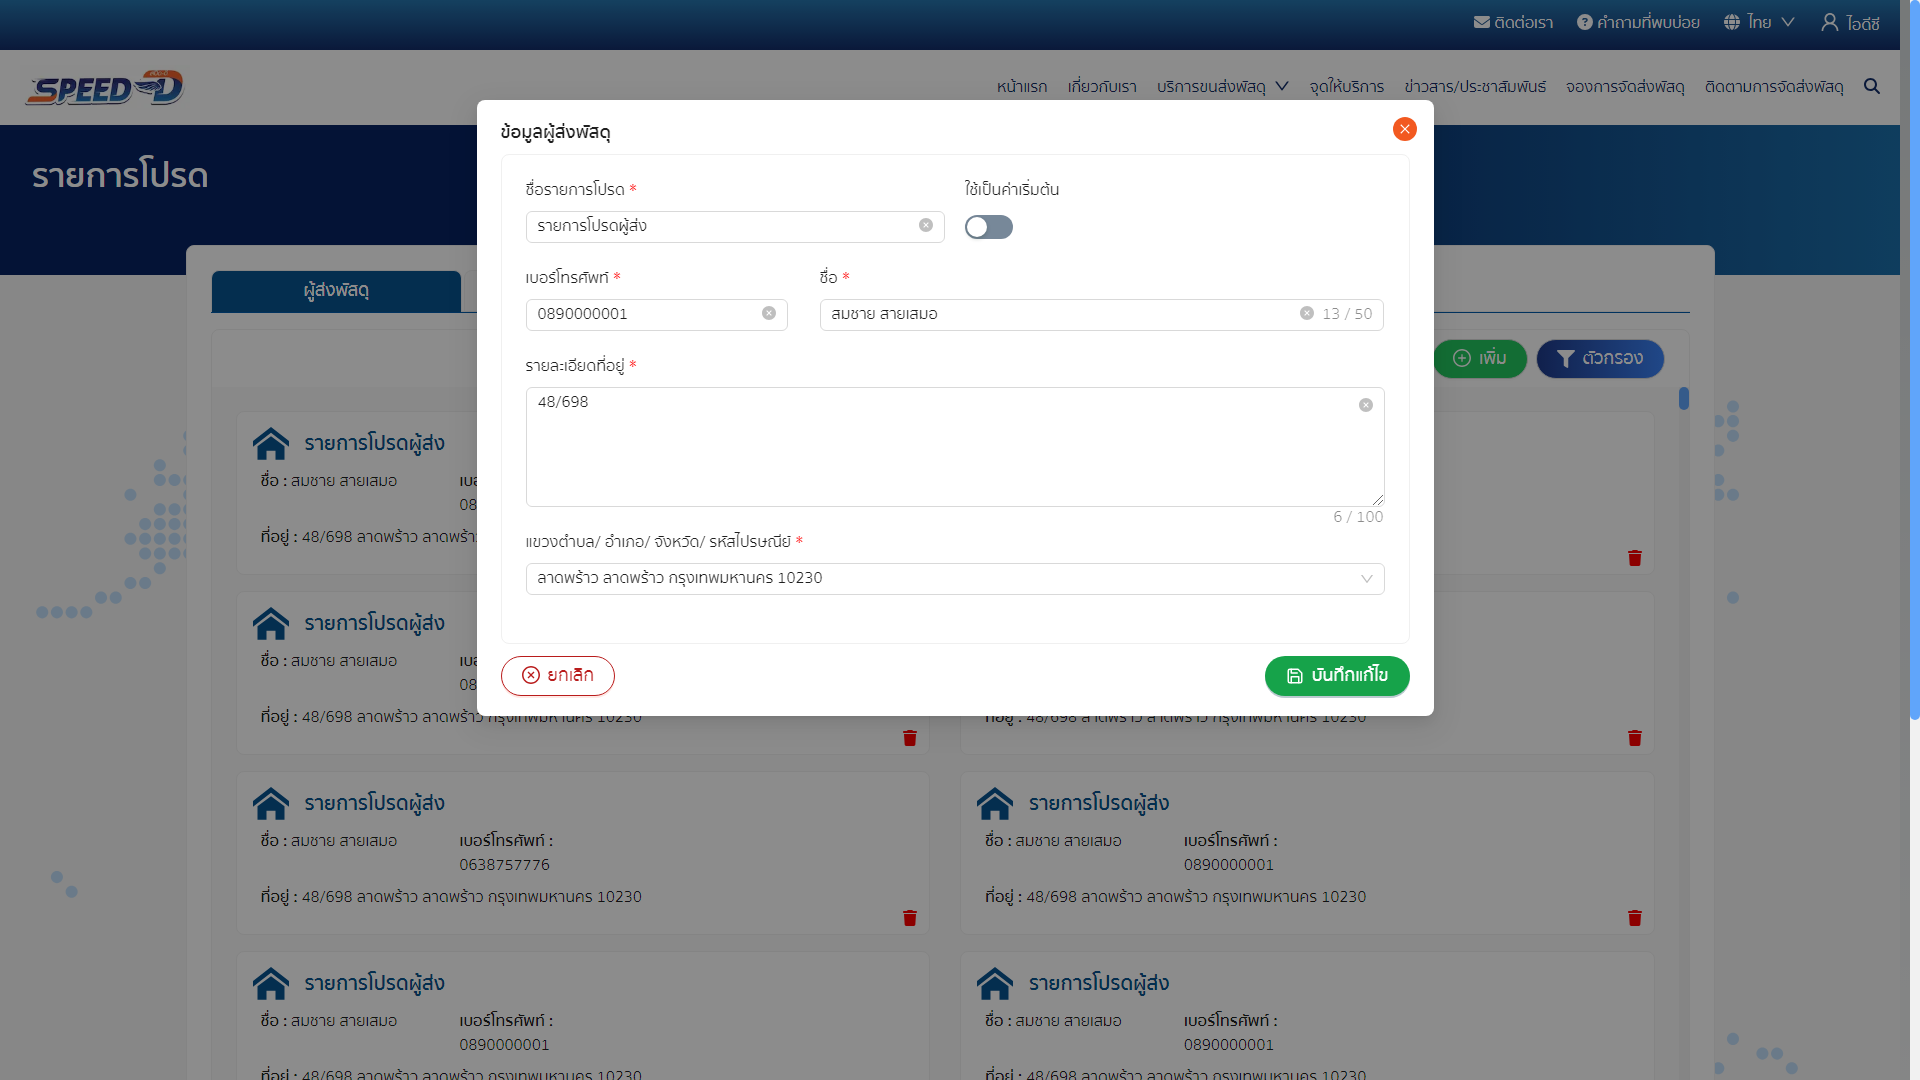 ติดต่อเรา
คำถามที่พบบ่อย
ไทย
ไอดีซี
SPEED-D
หน้าแรก
เกี่ยวกับเรา
บริการขนส่งพัสดุ
จุดให้บริการ
ข่าวสาร/ประชาสัมพันธ์
จองการจัดส่งพัสดุ
ติดตามการจัดส่งพัสดุ
รายการโปรด
ผู้ส่งพัสดุ
เพิ่ม
ตัวกรอง
ข้อมูลผู้ส่งพัสดุ
ชื่อรายการโปรด *
ใช้เป็นค่าเริ่มต้น
รายการโปรดผู้ส่ง
เบอร์โทรศัพท์ *
ชื่อ *
0890000001
สมชาย สายเสมอ
13 / 50
รายละเอียดที่อยู่ *
48/698
6 / 100
แขวงตำบล/ อำเภอ/ จังหวัด/ รหัสไปรษณีย์ *
ลาดพร้าว ลาดพร้าว กรุงเทพมหานคร 10230
ยกเลิก
บันทึกแก้ไข
รายการโปรดผู้ส่ง
ชื่อ : สมชาย สายเสมอ
เบอ
08
ที่อยู่ : 48/698 ลาดพร้าว ลาดพร้าว
รายการโปรดผู้ส่ง
ชื่อ : สมชาย สายเสมอ
เบอ
08
ที่อยู่ : 48/698 ลาดพร้าว ลาดพร้าว กรุงเทพมหานคร 10230
ที่อยู่ : 48/698 ลาดพร้าว ลาดพร้าว กรุงเทพมหานคร 10230
รายการโปรดผู้ส่ง
ชื่อ : สมชาย สายเสมอ
เบอร์โทรศัพท์ :
0638757776
ที่อยู่ : 48/698 ลาดพร้าว ลาดพร้าว กรุงเทพมหานคร 10230
รายการโปรดผู้ส่ง
ชื่อ : สมชาย สายเสมอ
เบอร์โทรศัพท์ :
0890000001
ที่อยู่ : 48/698 ลาดพร้าว ลาดพร้าว กรุงเทพมหานคร 10230
รายการโปรดผู้ส่ง
ชื่อ : สมชาย สายเสมอ
เบอร์โทรศัพท์ :
0890000001
ที่อยู่ : 48/698 ลาดพร้าว ลาดพร้าว กรุงเทพมหานคร 10230
รายการโปรดผู้ส่ง
ชื่อ : สมชาย สายเสมอ
เบอร์โทรศัพท์ :
0890000001
ที่อยู่ : 48/698 ลาดพร้าว ลาดพร้าว กรุงเทพมหานคร 10230